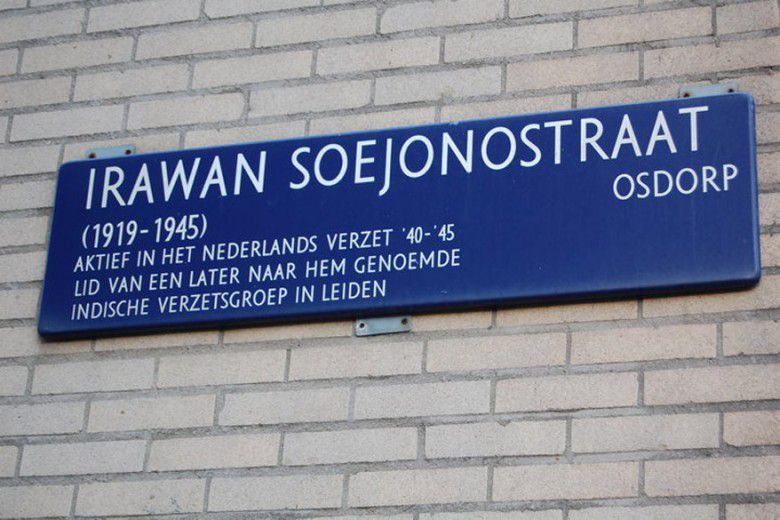 IRAWAN SOEJONOSTRAAT
OSDORP
(1919-1945)
AKTIEF IN HET NEDERLANDS VERZET '40-'45
LID VAN EEN LATER NAAR HEM GENOEMDE
INDISCHE VERZETSGROEP IN LEIDEN